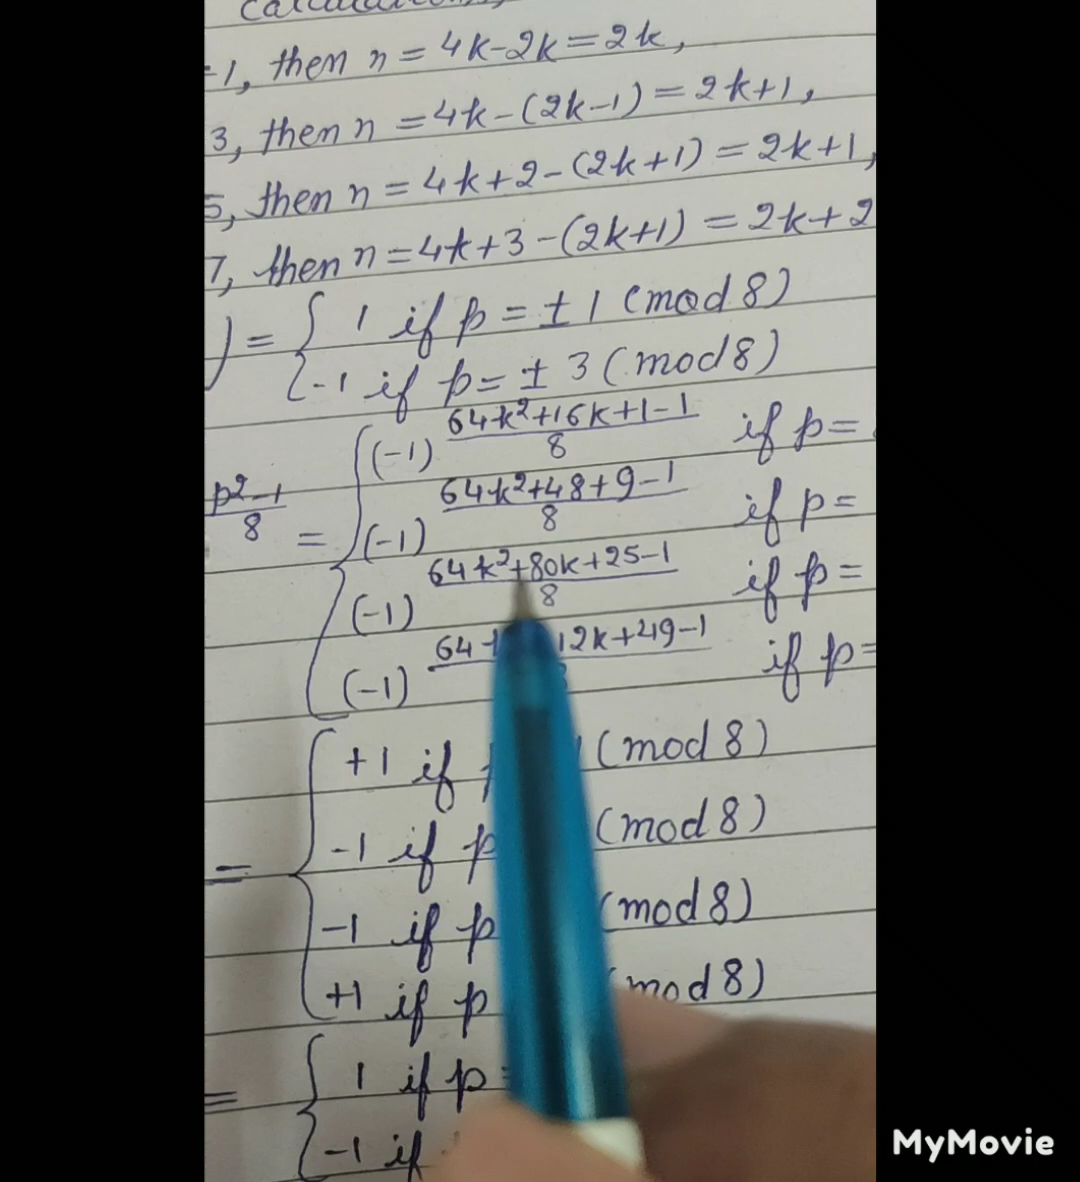 -1, then n = 4k-2k = 2k,
3, then n = 4k-(2k-1) = 2k+1,
5, then n = 4k+2-(2k+1) = 2k+1,
7, then n = 4k+3-(2k+1) = 2k+2
) = { 1 if p = ±1 (mod 8)
-1 if p = ±3 (mod 8)
p²-1/8 = { (-1) 64k²+16k+1-1/8 if p =
(-1) 64k²+48+9-1/8 if p =
(-1) 64k²+80k+25-1/8 if p =
(-1) 64 12k+49-1 if p =
= { +1 if (mod 8)
-1 if p (mod 8)
-1 if p (mod 8)
+1 if p (mod 8)
= { 1 if p
-1 if
MyMovie